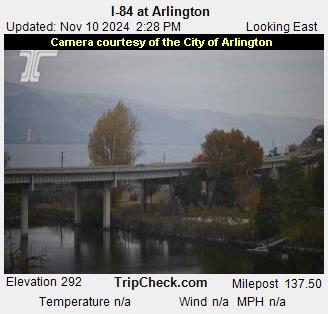 I-84 at Arlington
Updated: Nov 10 2024 2:28 PM Looking East
Camera courtesy of the City of Arlington
Elevation 292 TripCheck.com Milepost 137.50
Temperature n/a Wind n/a MPH n/a